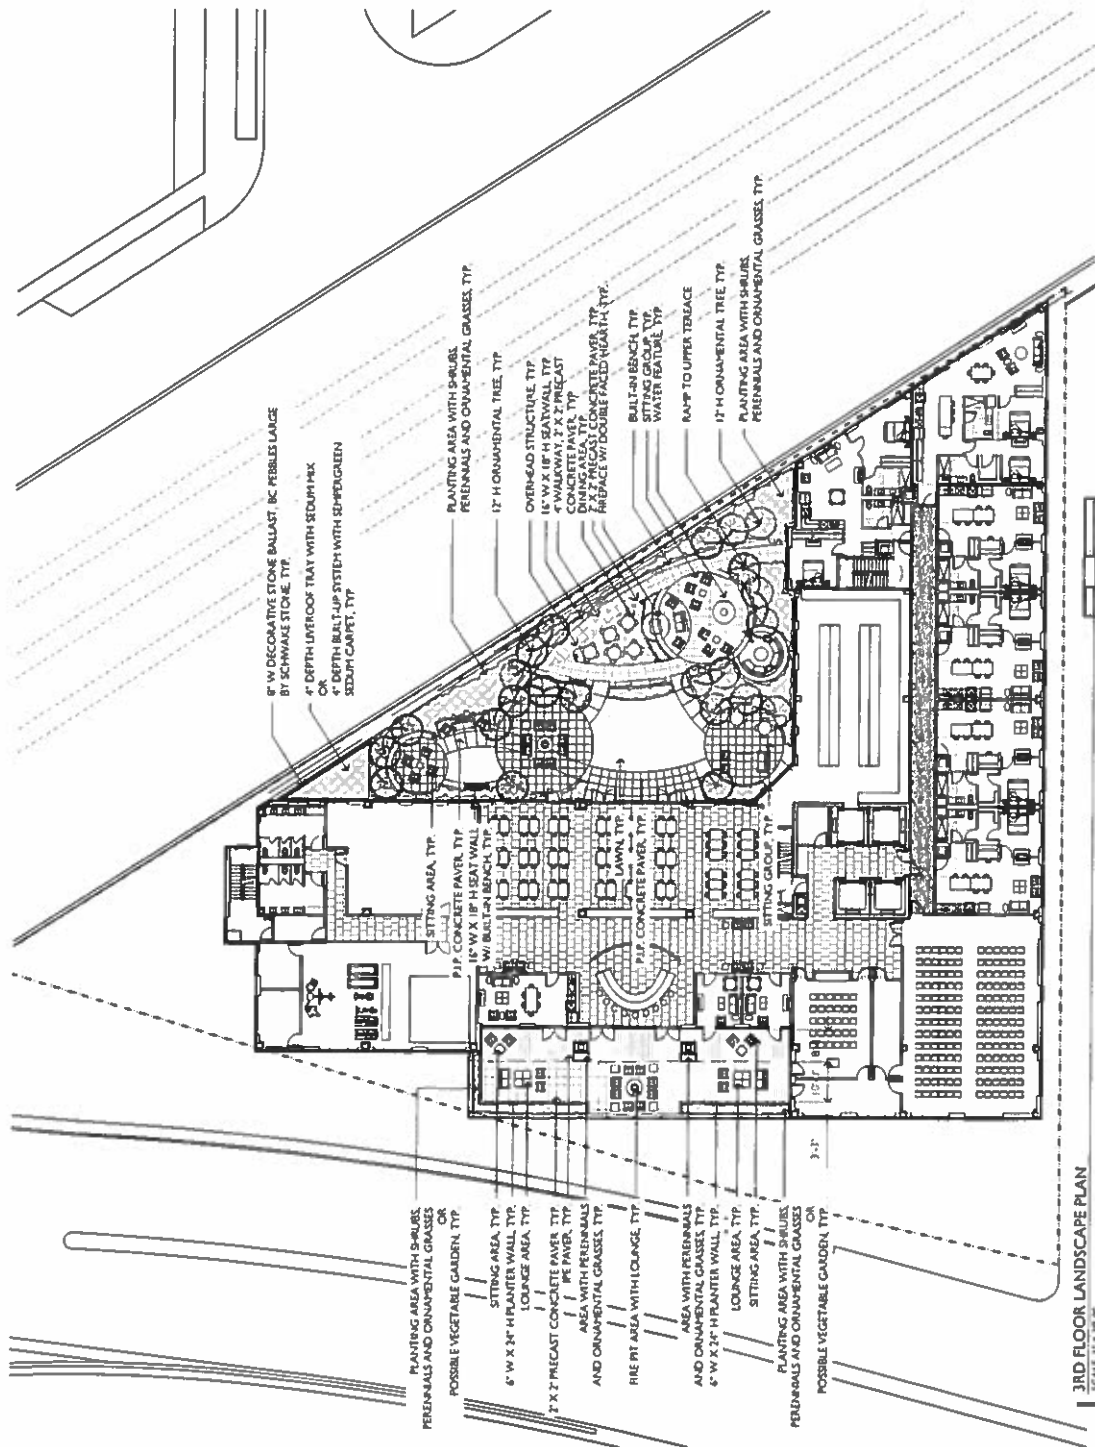 8" W DECORATIVE STONE BALLAST, BC PEBBLES LARGE
BY SCHWAKE STONE, TYP.
4" DEPTH LIVEROOF TRAY WITH SEDUM MIX
OR
4" DEPTH BUILT-UP SYSTEM WITH SEMPERGREEN
SEDUM CARPET, TYP
PLANTING AREA WITH SHRUBS,
PERENNIALS AND ORNAMENTAL GRASSES, TYP.
12" H ORNAMENTAL TREE, TYP
OVERHEAD STRUCTURE, TYP
16" W X 18" H SEATWALL, TYP
4' WALKWAY, 2' X 2' PRECAST
CONCRETE PAVER, TYP
DINING AREA, TYP
2' X 2' PRECAST CONCRETE PAVER, TYP
FIREPACE W/ DOUBLE FACED HEARTH, TYP.
BUILT-IN BENCH, TYP.
SITTING GROUP, TYP.
WATER FEATURE, TYP
RAMP TO UPPER TEREACE
12" H ORNAMENTAL TREE, TYP.
PLANTING AREA WITH SHRUBS,
PERENNIALS AND ORNAMENTAL GRASSES, TYP.
SITTING AREA, TYP.
P.I.P. CONCRETE PAVER, TYP.
16" W X 18" H SEAT WALL
W/ BUILT-IN BENCH, TYP.
LAWN, TYP.
P.I.P. CONCRETE PAVER, TYP.
SITTING GROUP, TYP.
PLANTING AREA WITH SHRUBS,
PERENNIALS AND ORNAMENTAL GRASSES
OR
POSSIBLE VEGETABLE GARDEN, TYP.
SITTING AREA, TYP.
6" W X 24" H PLANTER WALL, TYP.
LOUNGE AREA, TYP.
2' X 2' PRECAST CONCRETE PAVER TYP
IPE PAVER, TYP
AREA WITH PERENNIALS
AND ORNAMENTAL GRASSES, TYP.
FIRE PIT AREA WITH LOUNGE, TYP
AREA WITH PERENNIALS
AND ORNAMENTAL GRASSES, TYP.
6" W X 24" H PLANTER WALL, TYP.
LOUNGE AREA, TYP.
SITTING AREA, TYP.
PLANTING AREA WITH SHRUBS,
PERENNIALS AND ORNAMENTAL GRASSES
OR
POSSIBLE VEGETABLE GARDEN, TYP.
3RD FLOOR LANDSCAPE PLAN